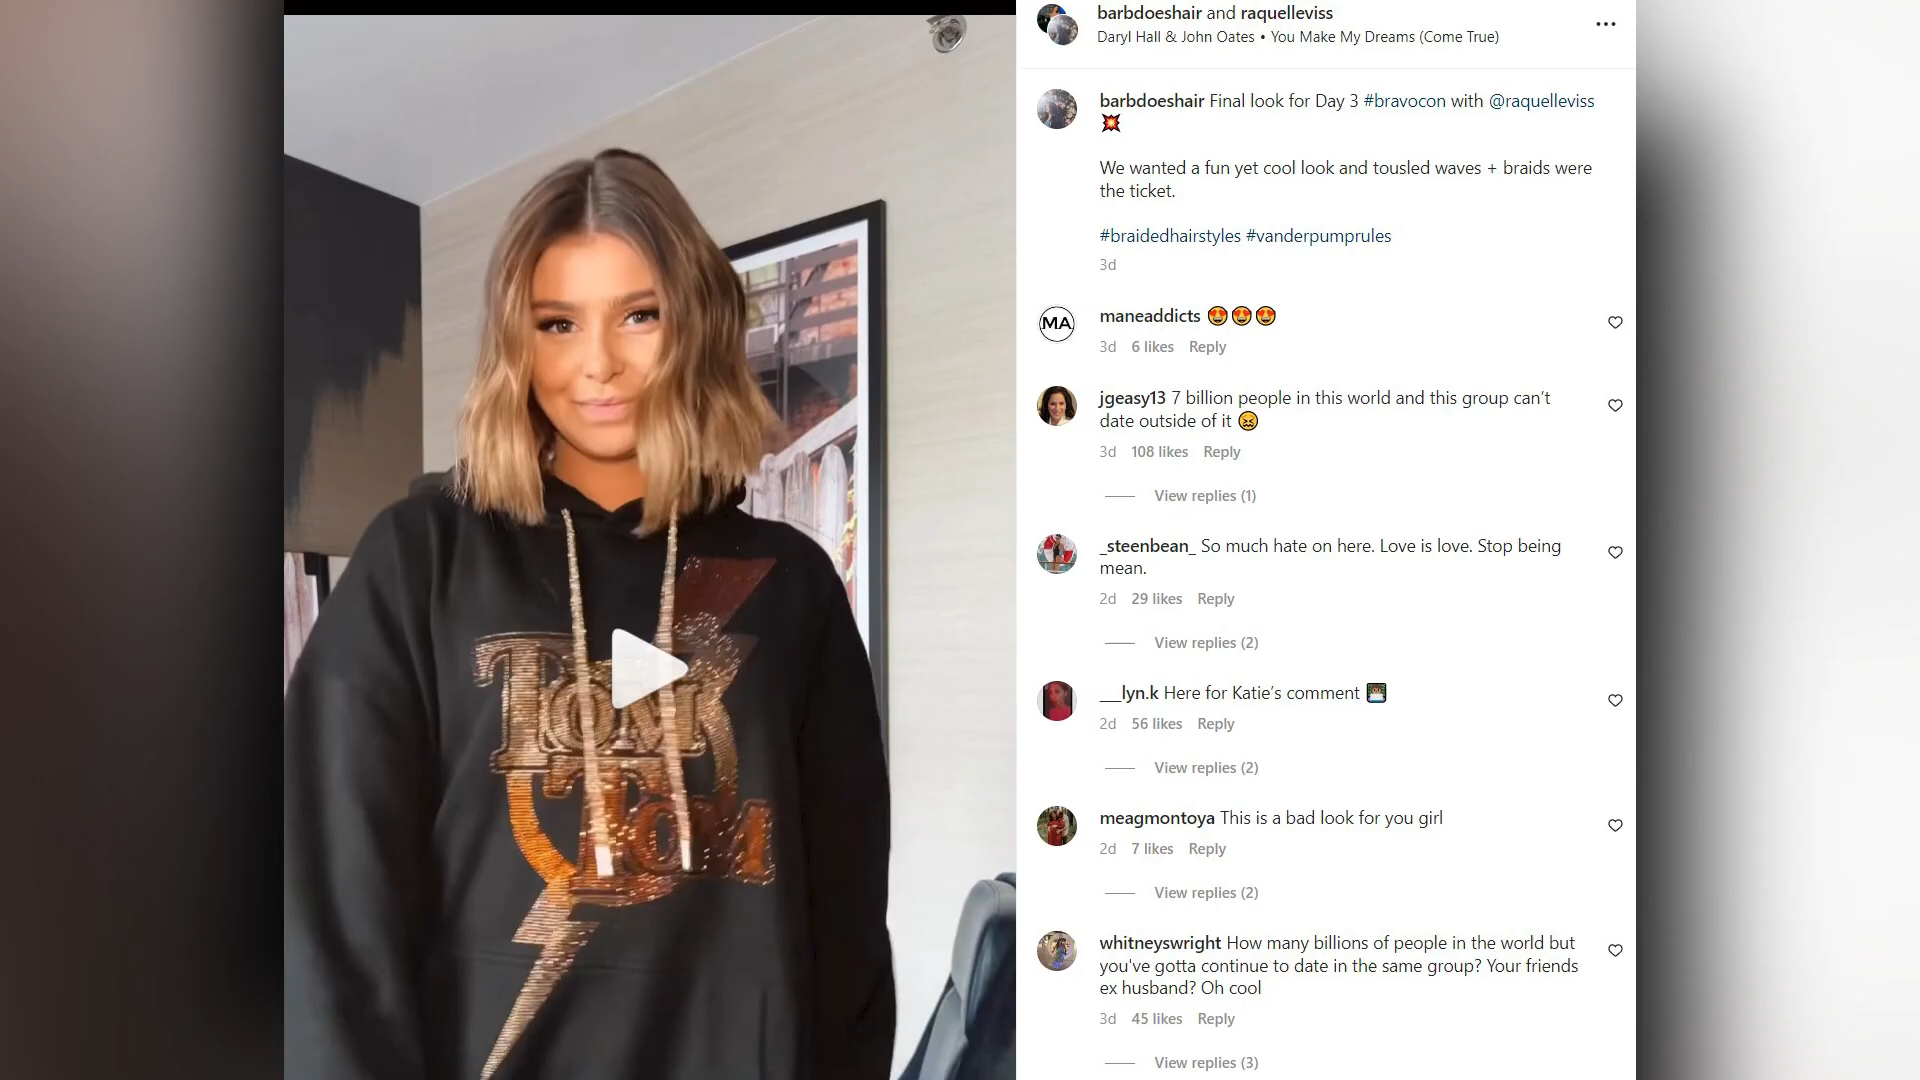 barbdoeshair and raquelleviss
Daryl Hall & John Oates • You Make My Dreams (Come True)
barbdoeshair Final look for Day 3 #bravocon with @raquelleviss
💥
We wanted a fun yet cool look and tousled waves + braids were
the ticket.
#braidedhairstyles #vanderpumprules
3d
MA
maneaddicts 😍😍😍
3d 6 likes Reply
jgeasy13 7 billion people in this world and this group can't
date outside of it 😖
3d 108 likes Reply
View replies (1)
_steenbean_ So much hate on here. Love is love. Stop being
mean.
2d 29 likes Reply
View replies (2)
___lyn.k Here for Katie's comment
2d 56 likes Reply
View replies (2)
meagmontoya This is a bad look for you girl
2d 7 likes Reply
View replies (2)
whitneyswright How many billions of people in the world but
you've gotta continue to date in the same group? Your friends
ex husband? Oh cool
3d 45 likes Reply
View replies (3)
TOM
TOM